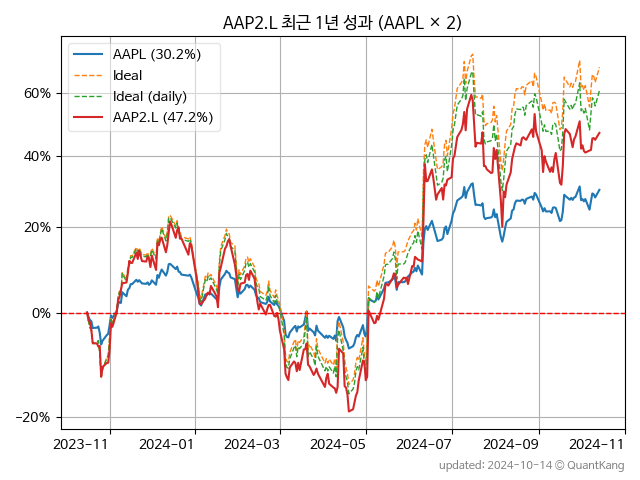 AAP2.L 최근 1년 성과 (AAPL × 2)
AAPL (30.2%)
Ideal
Ideal (daily)
AAP2.L (47.2%)
60%
40%
20%
0%
−20%
2023−11
2024−01
2024−03
2024−05
2024−07
2024−09
2024−11
updated: 2024-10-14 © QuantKang